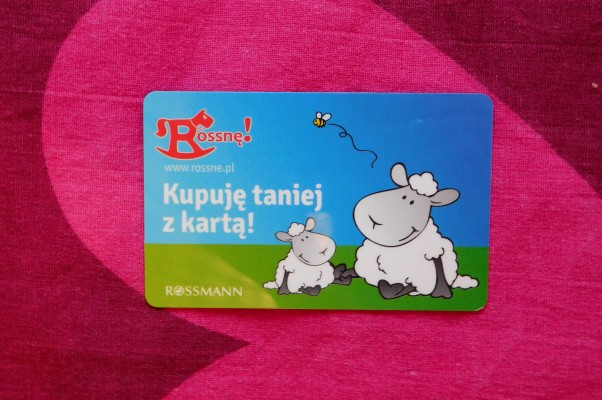 Rossnę!
www.rossne.pl
Kupuję taniej
z kartą!
ROSSMANN